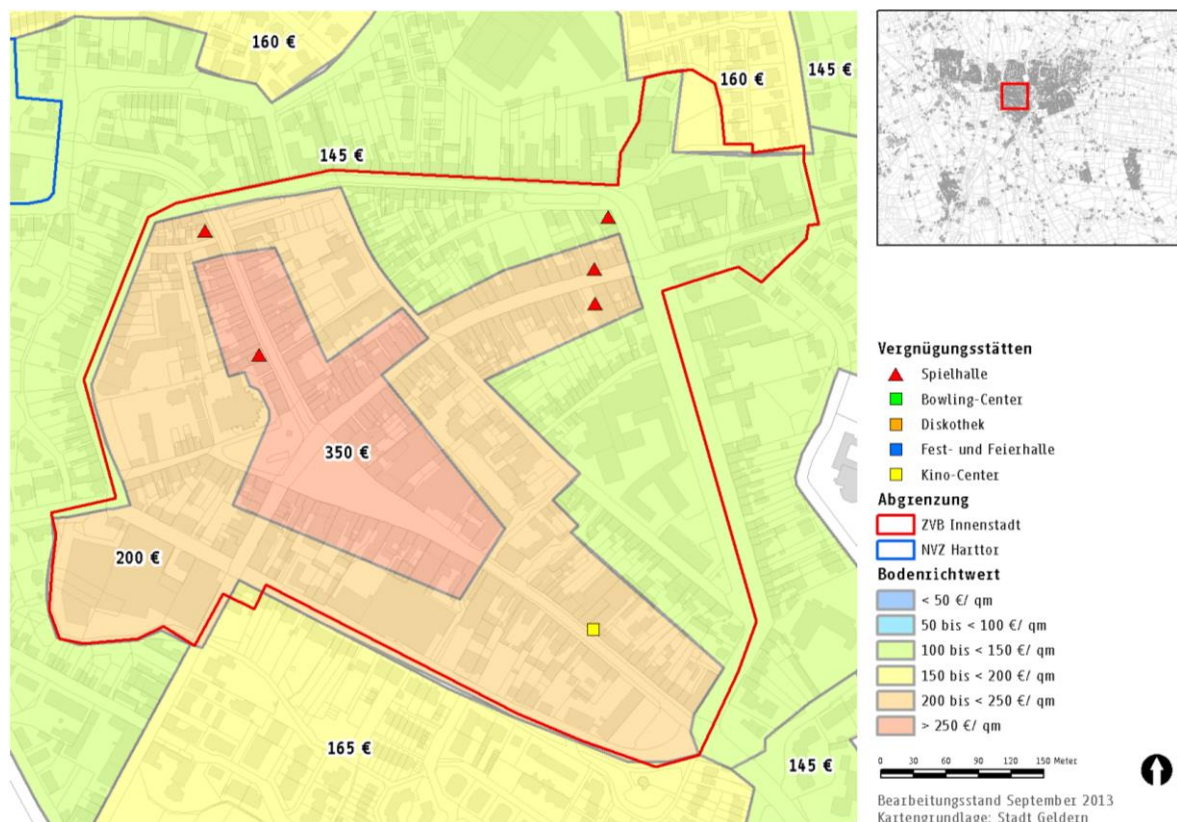 160 €
160 €
145 €
145 €
350 €
200 €
165 €
145 €
Vergnügungsstätten
Spielhalle
Bowling-Center
Diskothek
Fest- und Feierhalle
Kino-Center
Abgrenzung
ZVB Innenstadt
NVZ Harttor
Bodenrichtwert
< 50 €/ qm
50 bis < 100 €/ qm
100 bis < 150 €/ qm
150 bis < 200 €/ qm
200 bis < 250 €/ qm
> 250 €/ qm
0 30 60 90 120 150 Meter
Bearbeitungsstand September 2013
Kartengrundlage: Stadt Geldern